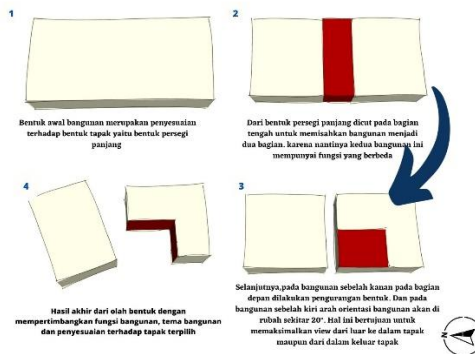 1
Bentuk awal bangunan merupakan penyesuaian
terhadap bentuk tapak yaitu bentuk persegi
panjang
2
Dari bentuk persegi panjang dicut pada bagian
tengah untuk memisahkan bangunan menjadi
dua bagian. karena nantinya kedua bangunan ini
mempunyai fungsi yang berbeda
3
Selanjutnya,pada bangunan sebelah kanan pada bagian
depan dilakukan pengurangan bentuk. Dan pada
bangunan sebelah kiri arah orientasi bangunan akan di
rubah sekitar 20°. Hal ini bertujuan untuk
memaksimalkan view dari luar ke dalam tapak
maupun dari dalam keluar tapak
4
Hasil akhir dari olah bentuk dengan
mempertimbangkan fungsi bangunan, tema bangunan
dan penyesuaian terhadap tapak terpilih